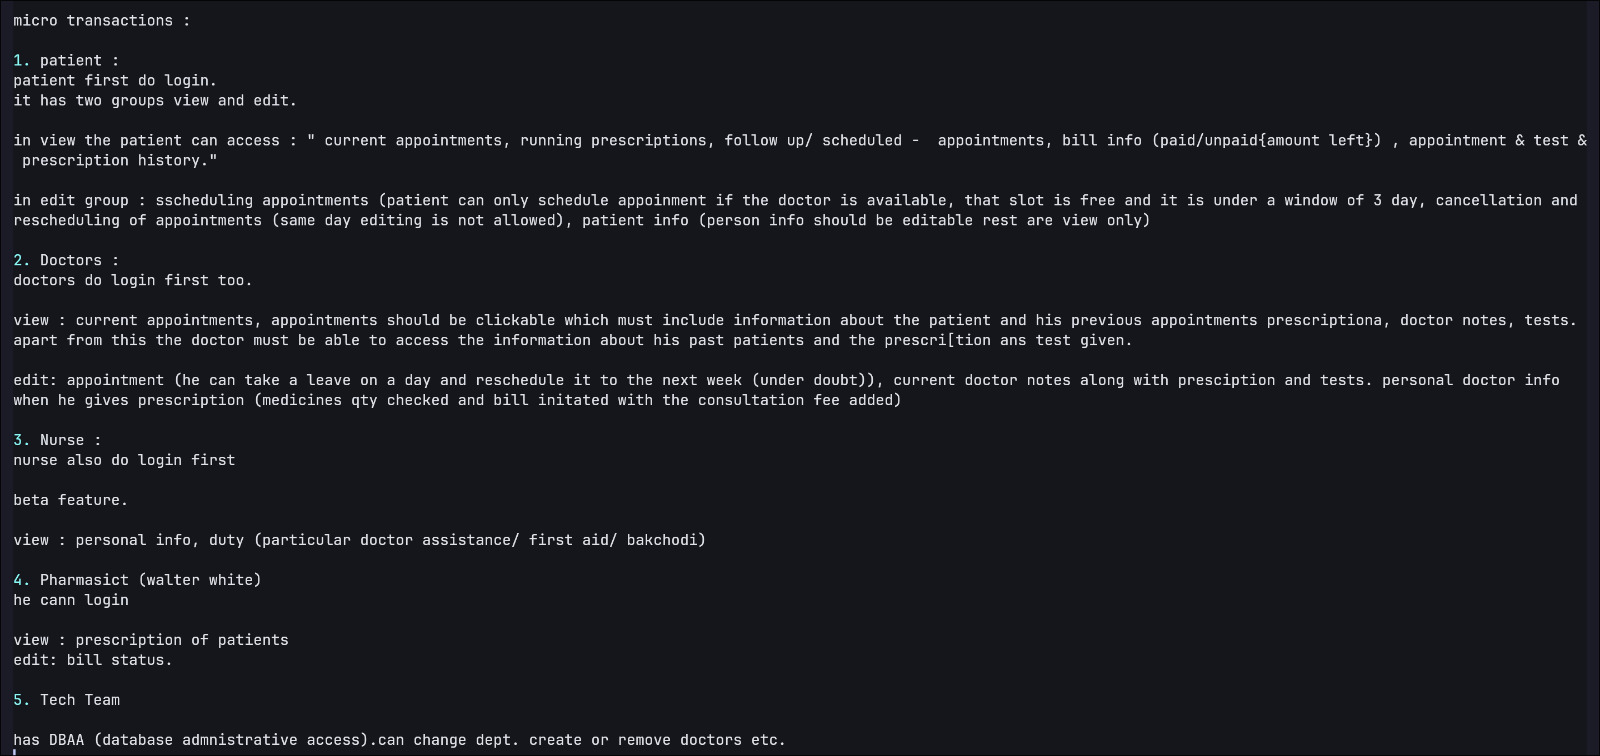 micro transactions :
1. patient :
patient first do login.
it has two groups view and edit.
in view the patient can access : " current appointments, running prescriptions, follow up/ scheduled -  appointments, bill info (paid/unpaid{amount left}) , appointment & test &
prescription history."
in edit group : sscheduling appointments (patient can only schedule appoinment if the doctor is available, that slot is free and it is under a window of 3 day, cancellation and
rescheduling of appointments (same day editing is not allowed), patient info (person info should be editable rest are view only)
2. Doctors :
doctors do login first too.
view : current appointments, appointments should be clickable which must include information about the patient and his previous appointments prescriptiona, doctor notes, tests.
apart from this the doctor must be able to access the information about his past patients and the prescri[tion ans test given.
edit: appointment (he can take a leave on a day and reschedule it to the next week (under doubt)), current doctor notes along with presciption and tests. personal doctor info
when he gives prescription (medicines qty checked and bill initated with the consultation fee added)
3. Nurse :
nurse also do login first
beta feature.
view : personal info, duty (particular doctor assistance/ first aid/ bakchodi)
4. Pharmasict (walter white)
he cann login
view : prescription of patients
edit: bill status.
5. Tech Team
has DBAA (database admnistrative access).can change dept. create or remove doctors etc.